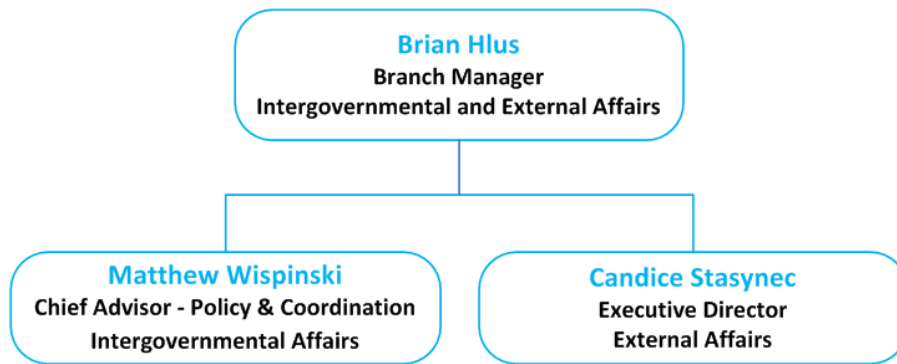 Brian Hlus
Branch Manager
Intergovernmental and External Affairs
Matthew Wispinski
Chief Advisor - Policy & Coordination
Intergovernmental Affairs
Candice Stasynec
Executive Director
External Affairs